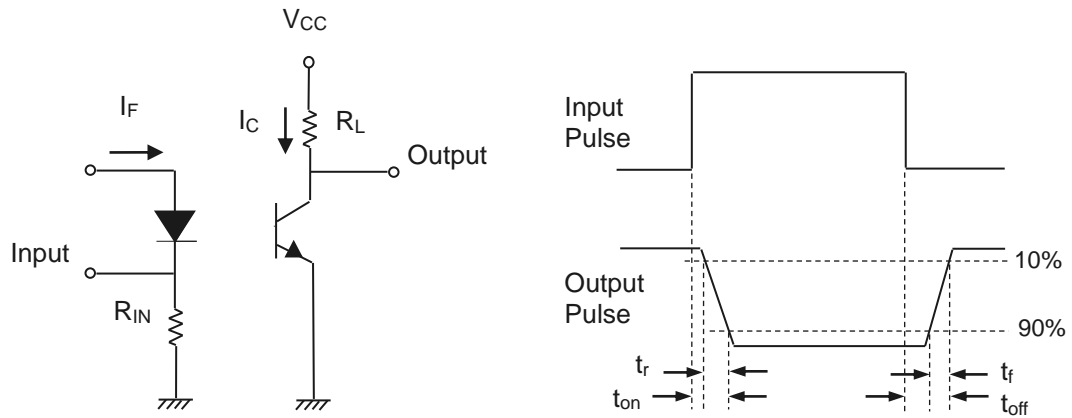 VCC
IF
IC
RL
Output
Input
RIN
Input
Pulse
Output
Pulse
10%
90%
tr
tf
ton
toff